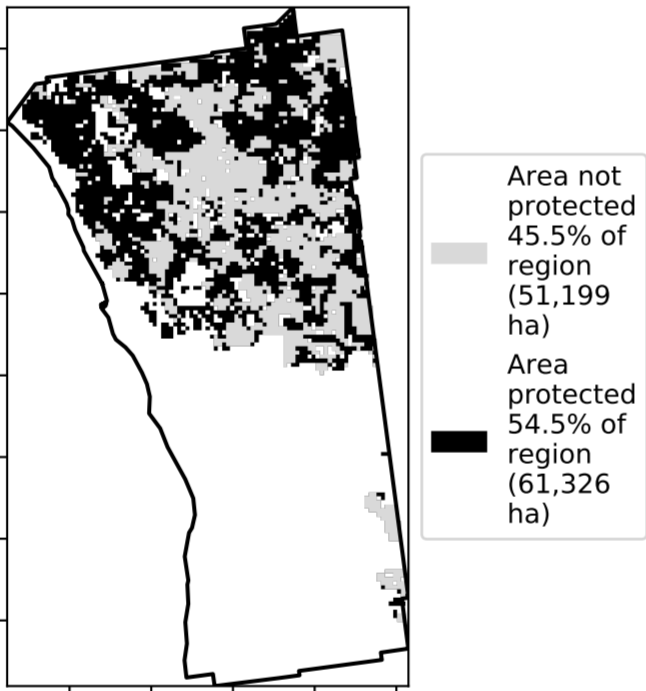 Area not
protected
45.5% of
region
(51,199
ha)
Area
protected
54.5% of
region
(61,326
ha)